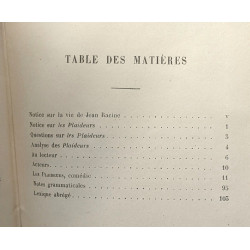 TABLE DES MATIÈRES
Notice sur la vie de Jean Racine . . . . . v
Notice sur les Plaideurs . . . . . 1
Questions sur les Plaideurs . . . . . 3
Analyse des Plaideurs . . . . . 4
Au lecteur . . . . . 6
Acteurs . . . . . 10
Les Plaideurs, comédie . . . . . 11
Notes grammaticales . . . . . 93
Lexique abrégé . . . . . 105